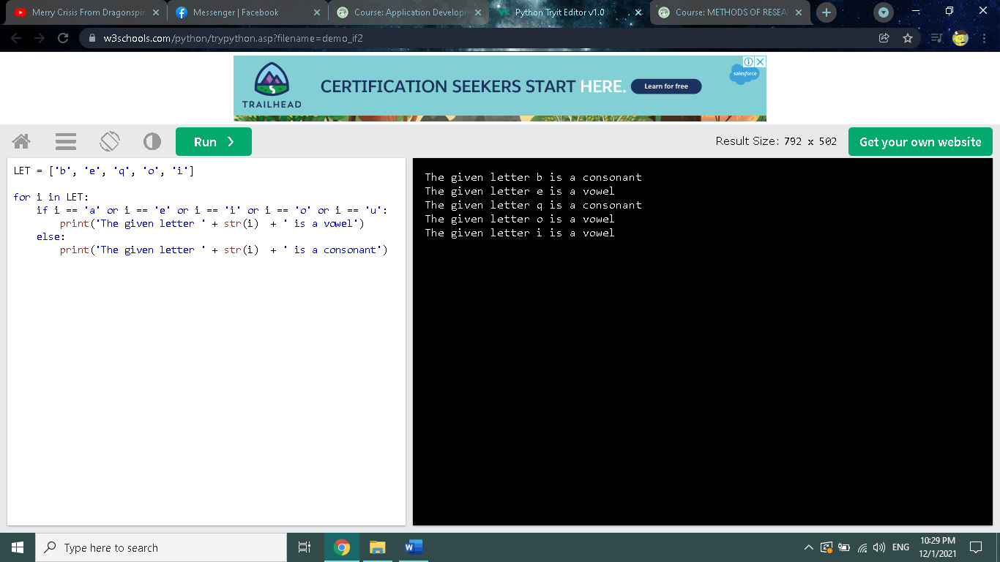 Merry Crisis From Dragonspin
Messenger | Facebook
Course: Application Developm
Python Tryit Editor v1.0
Course: METHODS OF RESEA
w3schools.com/python/trypython.asp?filename=demo_if2
TRAILHEAD
CERTIFICATION SEEKERS START HERE.
Learn for free
salesforce
Run
Result Size: 792 x 502
Get your own website
LET = ['b', 'e', 'q', 'o', 'i']
for i in LET:
    if i == 'a' or i == 'e' or i == 'i' or i == 'o' or i == 'u':
        print('The given letter ' + str(i)  + ' is a vowel')
    else:
        print('The given letter ' + str(i)  + ' is a consonant')
The given letter b is a consonant
The given letter e is a vowel
The given letter q is a consonant
The given letter o is a vowel
The given letter i is a vowel
Type here to search
ENG
10:29 PM
12/1/2021